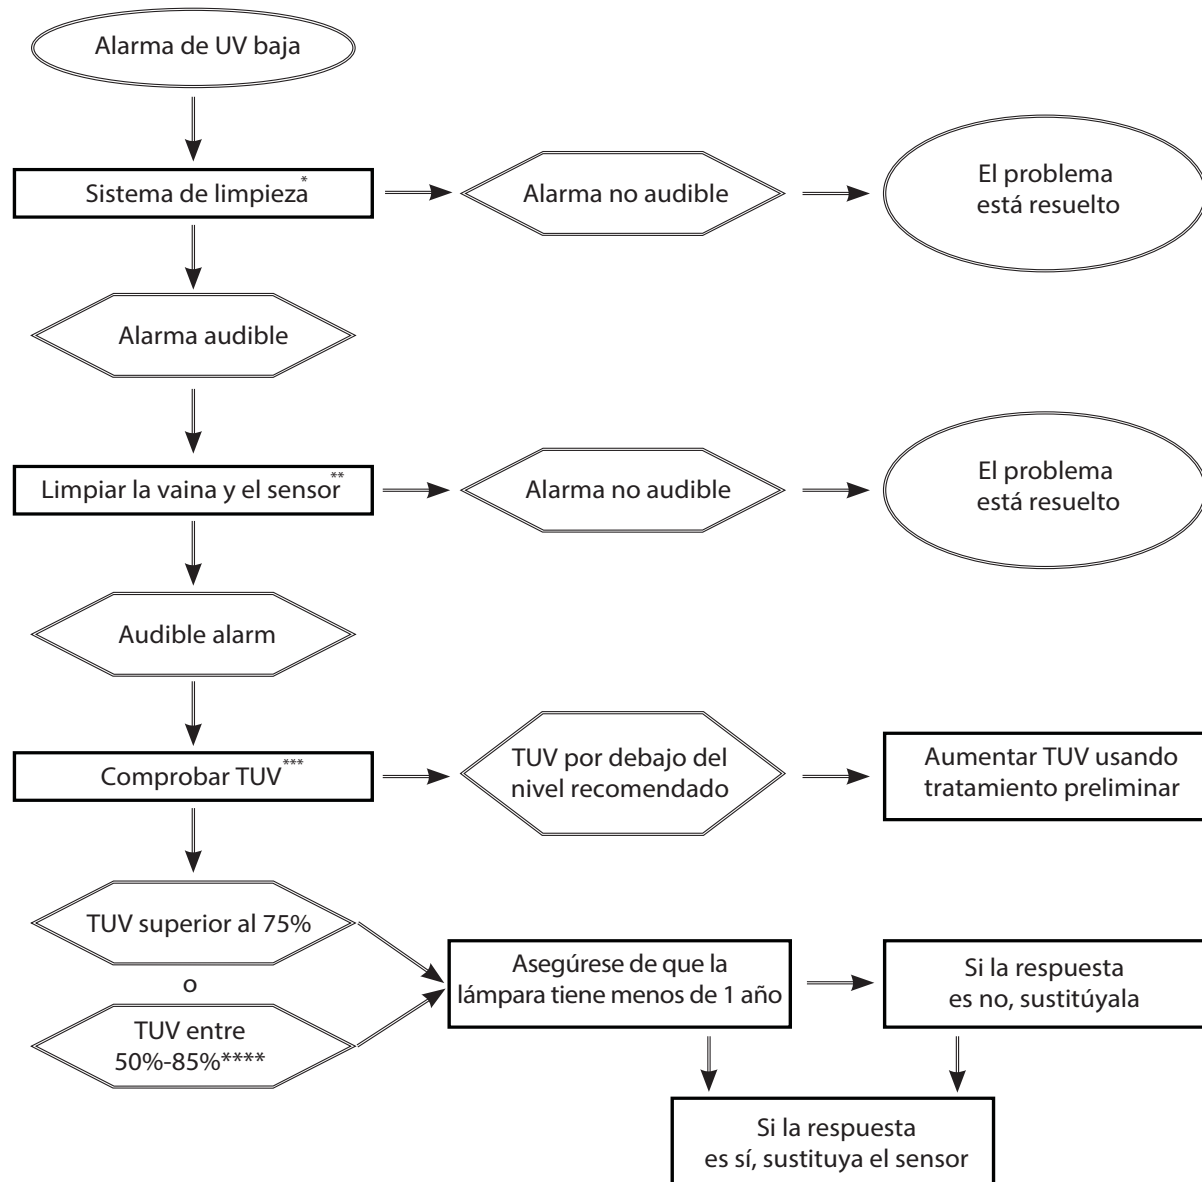 Alarma de UV baja
Sistema de limpieza*
Alarma no audible
El problema
está resuelto
Alarma audible
Limpiar la vaina y el sensor**
Alarma no audible
El problema
está resuelto
Audible alarm
Comprobar TUV***
TUV por debajo del
nivel recomendado
Aumentar TUV usando
tratamiento preliminar
TUV superior al 75%
o
TUV entre
50%-85%****
Asegúrese de que la
lámpara tiene menos de 1 año
Si la respuesta
es no, sustitúyala
Si la respuesta
es sí, sustituya el sensor